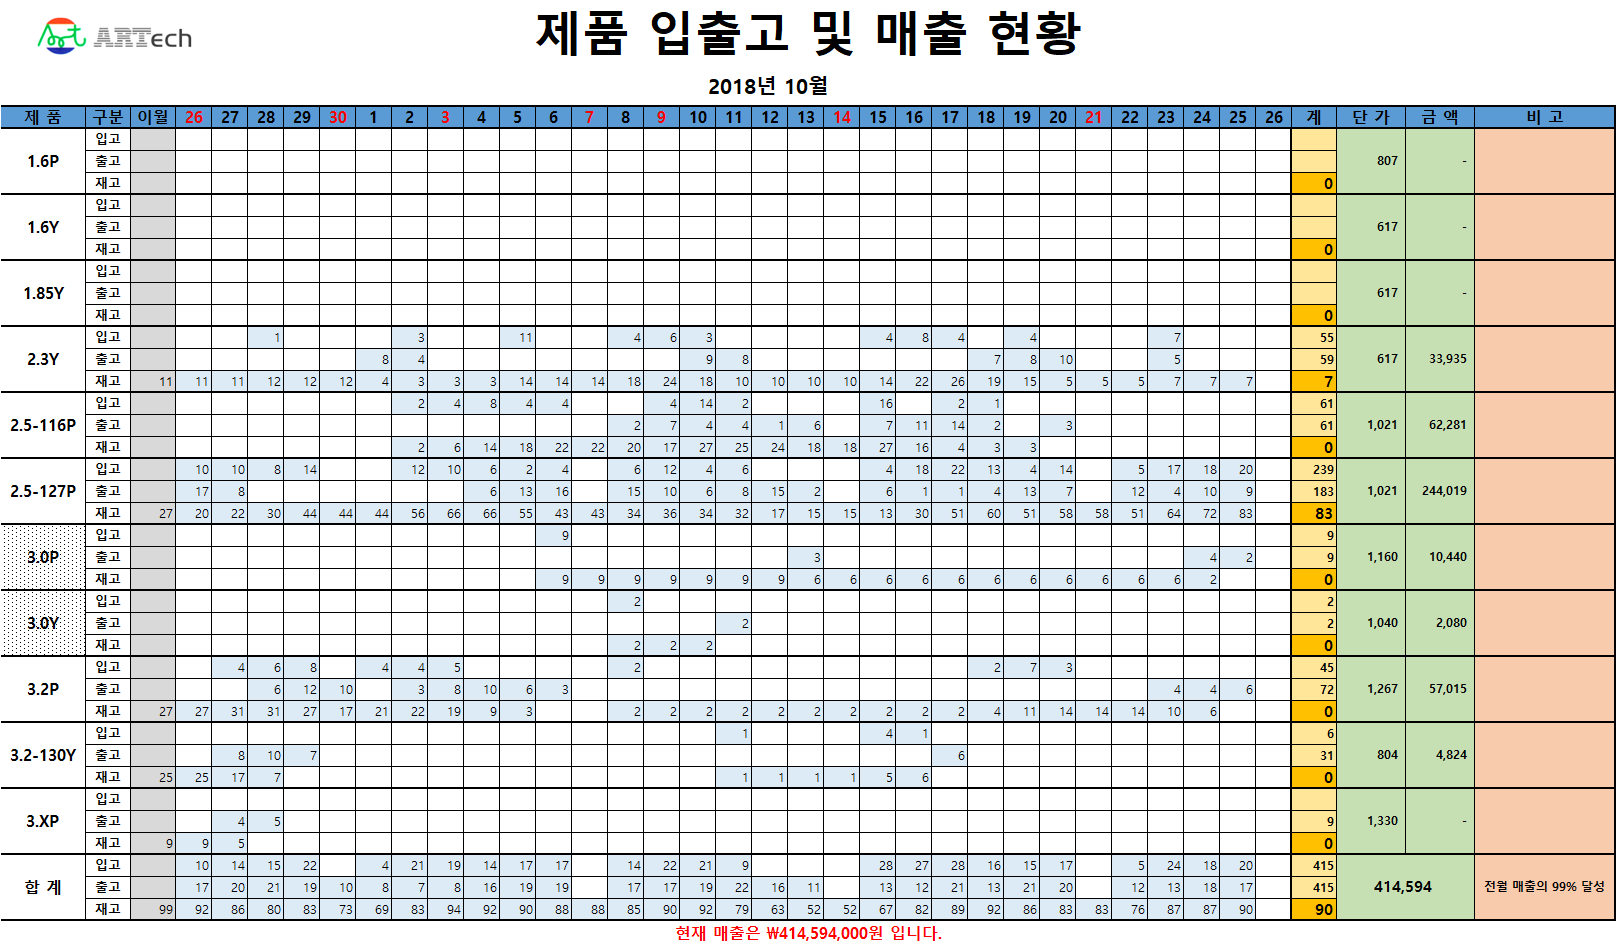 ARTech
제품 입출고 및 매출 현황
2018년 10월
제 품 구분 이월 26 27 28 29 30 1 2 3 4 5 6 7 8 9 10 11 12 13 14 15 16 17 18 19 20 21 22 23 24 25 26 계 단 가 금 액 비 고
입고
1.6P 출고 807 -
재고 0
입고
1.6Y 출고 617 -
재고 0
입고
1.85Y 출고 617 -
재고 0
입고 1 3 11 4 6 3 4 8 4 4 7 55
2.3Y 출고 8 4 9 8 7 8 10 5 59 617 33,935
재고 11 11 11 12 12 12 4 3 3 3 14 14 14 18 24 18 10 10 10 10 14 22 26 19 15 5 5 5 7 7 7 7
입고 2 4 8 4 4 4 14 2 16 2 1 61
2.5-116P 출고 2 7 4 4 1 6 7 11 14 2 3 61 1,021 62,281
재고 2 6 14 18 22 22 20 17 27 25 24 18 18 27 16 4 3 3 0
입고 10 10 8 14 12 10 6 2 4 6 12 4 6 4 18 22 13 4 14 5 17 18 20 239
2.5-127P 출고 17 8 6 13 16 15 10 6 8 15 2 6 1 1 4 13 7 12 4 10 9 183 1,021 244,019
재고 27 20 22 30 44 44 44 56 66 66 55 43 43 34 36 34 32 17 15 15 13 30 51 60 51 58 58 51 64 72 83 83
입고 9 9
3.0P 출고 3 4 2 9 1,160 10,440
재고 9 9 9 9 9 9 9 6 6 6 6 6 6 6 6 6 6 6 2 0
입고 2 2
3.0Y 출고 2 2 1,040 2,080
재고 2 2 2 0
입고 4 6 8 4 4 5 2 2 7 3 45
3.2P 출고 6 12 10 3 8 10 6 3 4 4 6 72 1,267 57,015
재고 27 27 31 31 27 17 21 22 19 9 3 2 2 2 2 2 2 2 2 2 2 4 11 14 14 14 10 6 0
입고 1 4 1 6
3.2-130Y 출고 8 10 7 6 31 804 4,824
재고 25 25 17 7 1 1 1 1 5 6 0
입고
3.XP 출고 4 5 9 1,330 -
재고 9 9 5 0
입고 10 14 15 22 4 21 19 14 17 17 14 22 21 9 28 27 28 16 15 17 5 24 18 20 415
합 계 출고 17 20 21 19 10 8 7 8 16 19 19 17 17 19 22 16 11 13 12 21 13 21 20 12 13 18 17 415 414,594 전월 매출의 99% 달성
재고 99 92 86 80 83 73 69 83 94 92 90 88 88 85 90 92 79 63 52 52 67 82 89 92 86 83 83 76 87 87 90 90
현재 매출은 ₩414,594,000원 입니다.